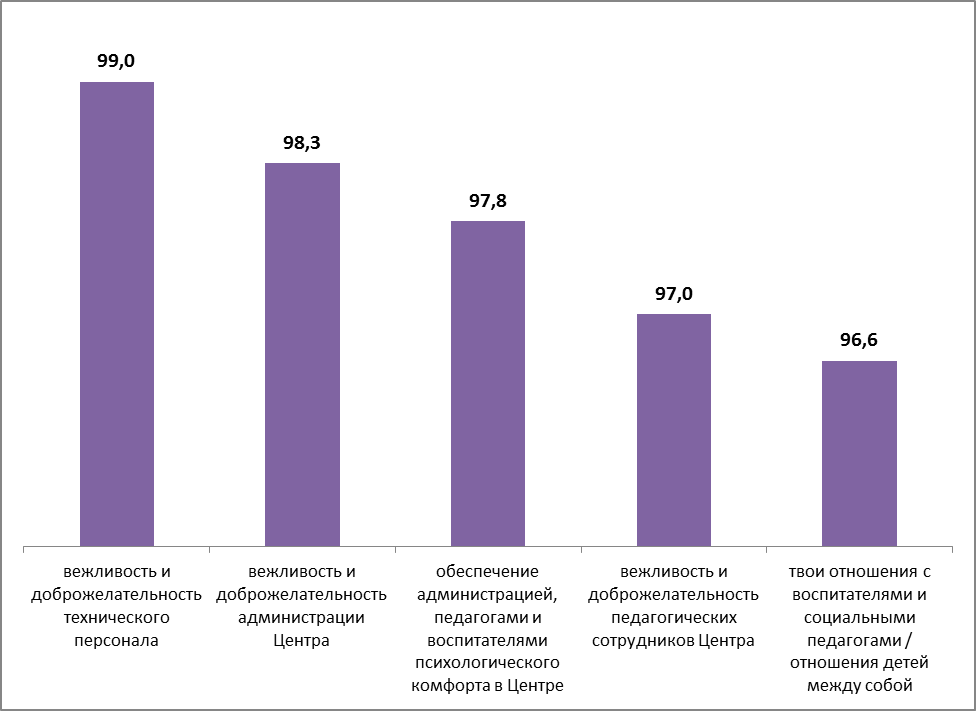 99,0
98,3
97,8
97,0
96,6
вежливость и
доброжелательность
технического
персонала
вежливость и
доброжелательность
администрации
Центра
обеспечение
администрацией,
педагогами и
воспитателями
психологического
комфорта в Центре
вежливость и
доброжелательность
педагогических
сотрудников Центра
твои отношения с
воспитателями и
социальными
педагогами /
отношения детей
между собой